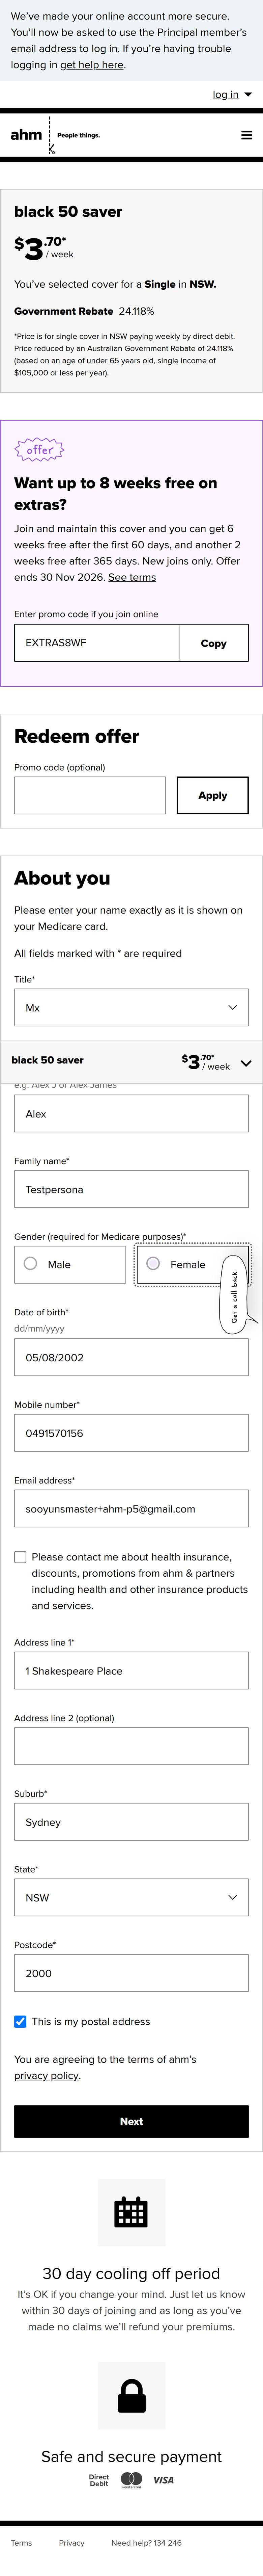 We've made your online account more secure.
You'll now be asked to use the Principal member's
email address to log in. If you're having trouble
logging in get help here.
log in
ahm
People things.
black 50 saver
$3.70*
/ week
You've selected cover for a Single in NSW.
Government Rebate 24.118%
*Price is for single cover in NSW paying weekly by direct debit.
Price reduced by an Australian Government Rebate of 24.118%
(based on an age of under 65 years old, single income of
$105,000 or less per year).
offer
Want up to 8 weeks free on
extras?
Join and maintain this cover and you can get 6
weeks free after the first 60 days, and another 2
weeks free after 365 days. New joins only. Offer
ends 30 Nov 2026. See terms
Enter promo code if you join online
EXTRAS8WF
Copy
Redeem offer
Promo code (optional)
Apply
About you
Please enter your name exactly as it is shown on
your Medicare card.
All fields marked with * are required
Title*
Mx
black 50 saver
$3.70*
/ week
e.g. Alex J or Alex James
Alex
Family name*
Testpersona
Gender (required for Medicare purposes)*
Male
Female
Get a call back
Date of birth*
dd/mm/yyyy
05/08/2002
Mobile number*
0491570156
Email address*
sooyunsmaster+ahm-p5@gmail.com
Please contact me about health insurance,
discounts, promotions from ahm & partners
including health and other insurance products
and services.
Address line 1*
1 Shakespeare Place
Address line 2 (optional)
Suburb*
Sydney
State*
NSW
Postcode*
2000
This is my postal address
You are agreeing to the terms of ahm's
privacy policy.
Next
30 day cooling off period
It's OK if you change your mind. Just let us know
within 30 days of joining and as long as you've
made no claims we'll refund your premiums.
Safe and secure payment
Direct
Debit
mastercard
VISA
Terms
Privacy
Need help? 134 246